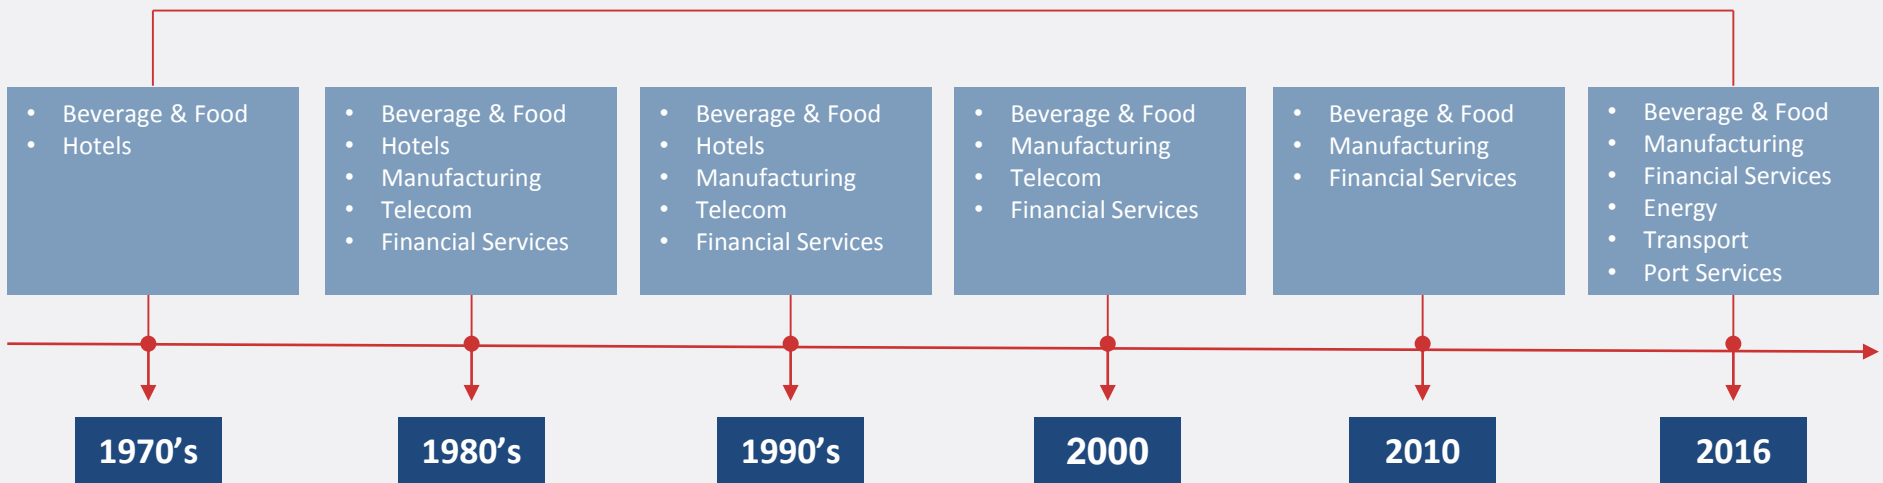 • Beverage & Food
• Hotels
• Beverage & Food
• Hotels
• Manufacturing
• Telecom
• Financial Services
• Beverage & Food
• Hotels
• Manufacturing
• Telecom
• Financial Services
• Beverage & Food
• Manufacturing
• Telecom
• Financial Services
• Beverage & Food
• Manufacturing
• Financial Services
• Beverage & Food
• Manufacturing
• Financial Services
• Energy
• Transport
• Port Services
1970’s
1980’s
1990’s
2000
2010
2016